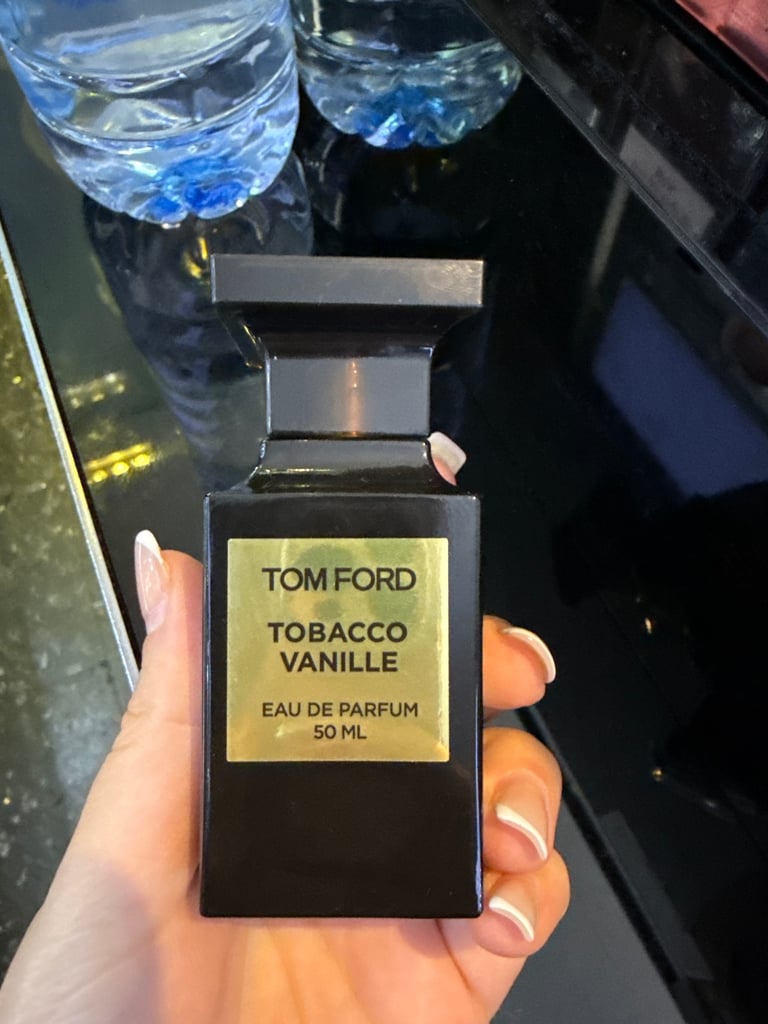 TOM FORD
TOBACCO
VANILLE
EAU DE PARFUM
50 ML